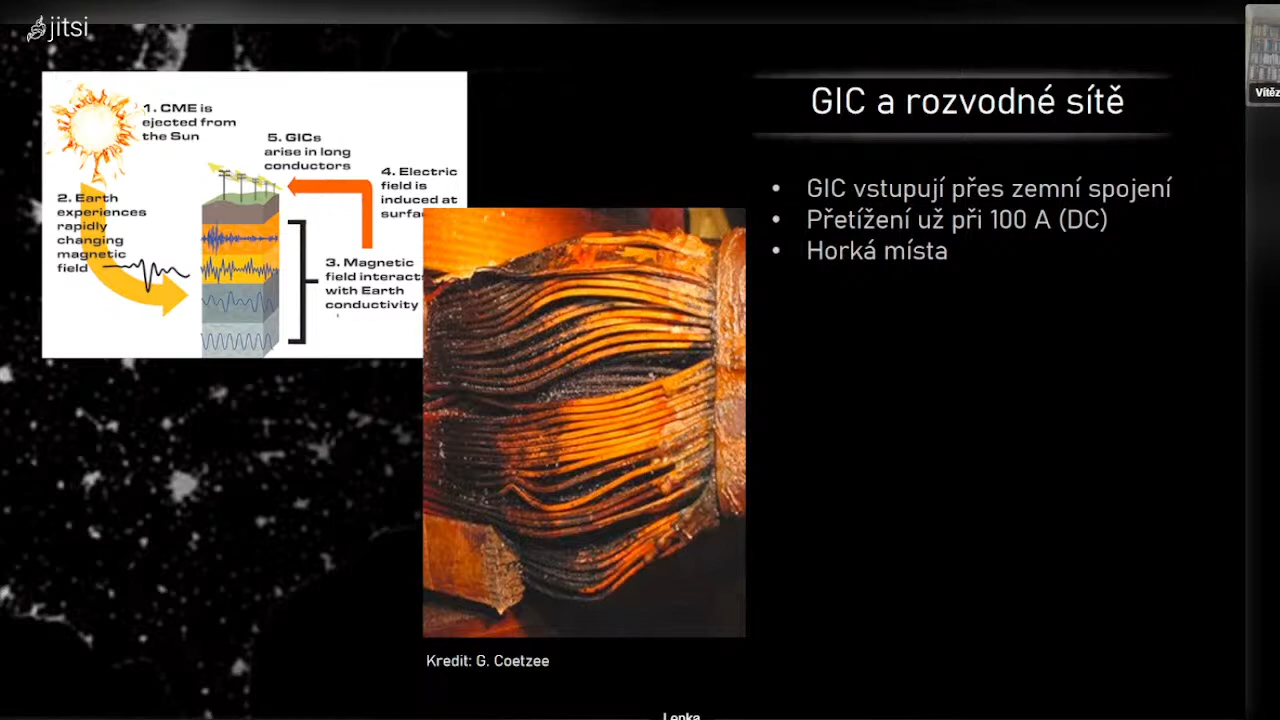 jitsi
1. CME is
ejected from
the Sun
5. GICs
arise in long
conductors
4. Electric
field is
induced at
2. Earth
experiences
rapidly
changing
magnetic
field
3. Magnetic
field interacts
with Earth
conductivity
GIC a rozvodné sítě
• GIC vstupují přes zemní spojení
• Přetížení už při 100 A (DC)
• Horká místa
Kredit: G. Coetzee
Lenka